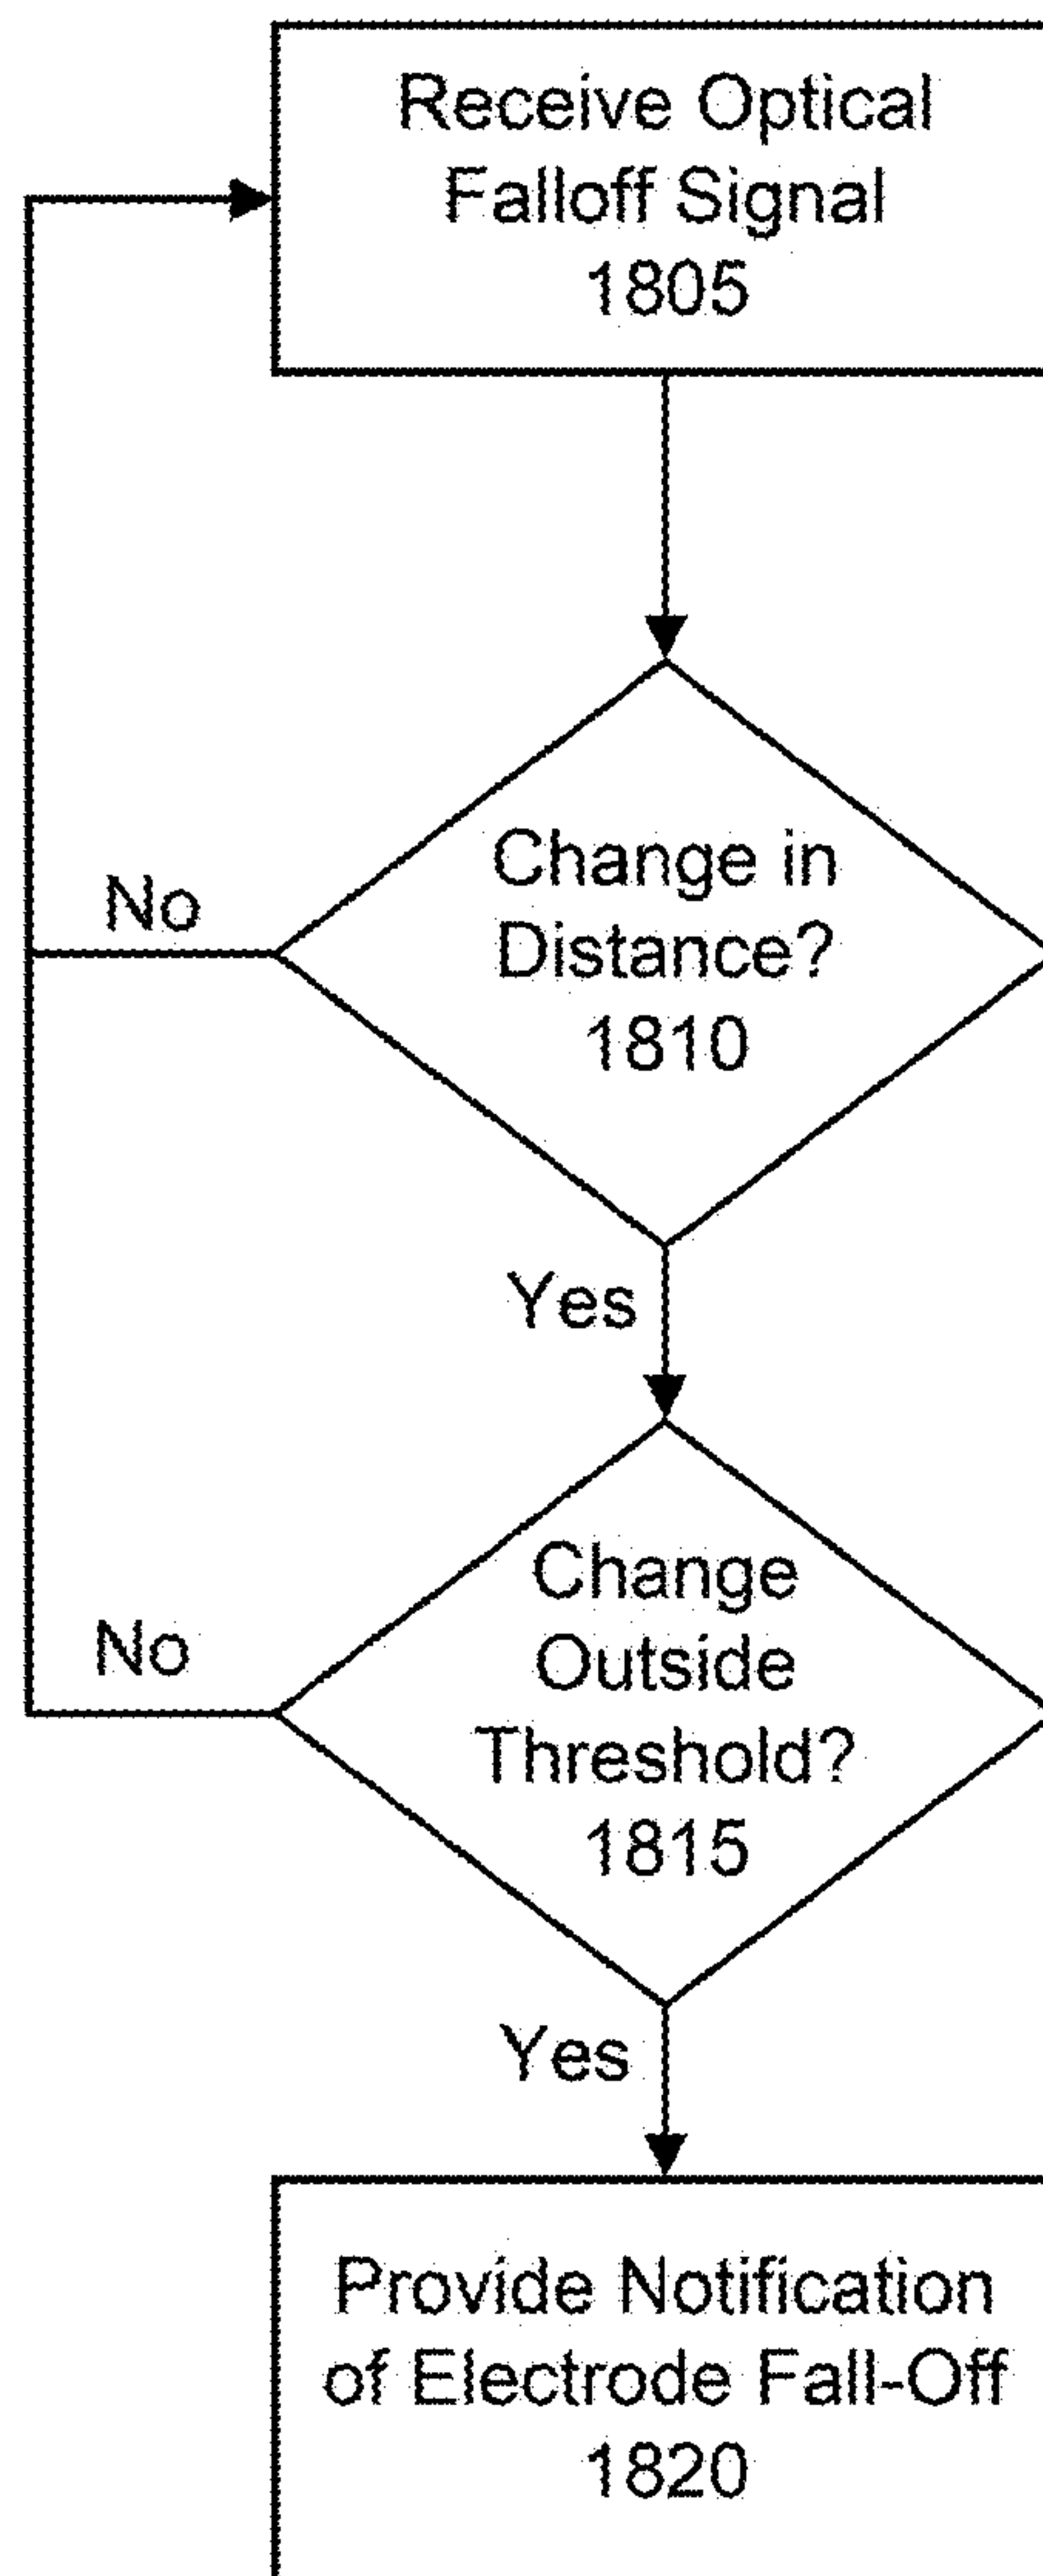 Receive Optical
Falloff Signal
1805
Change in
Distance?
1810
No
Yes
Change
Outside
Threshold?
1815
No
Yes
Provide Notification
of Electrode Fall-Off
1820